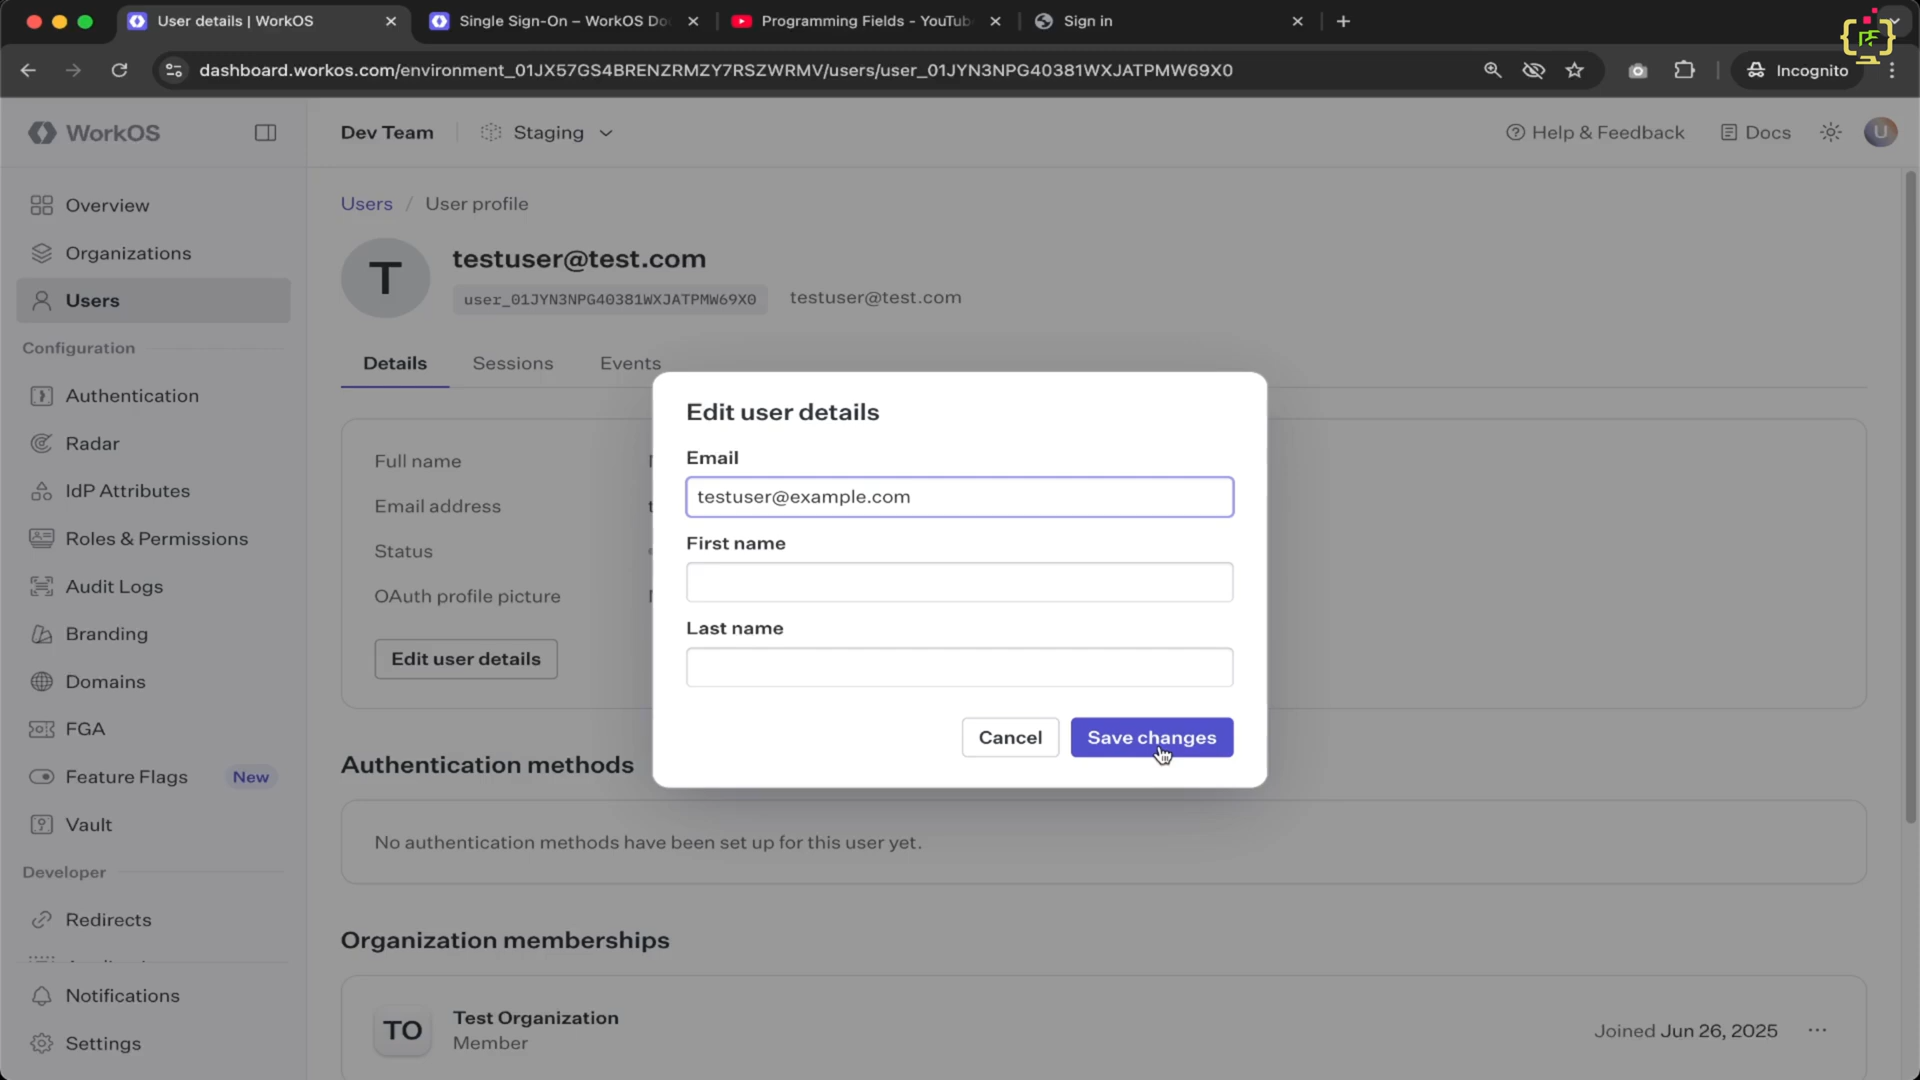 User details | WorkOS
Single Sign-On – WorkOS Do
Programming Fields - YouTub
Sign in
dashboard.workos.com/environment_01JX57GS4BRENZRMZY7RSZWRMV/users/user_01JYN3NPG40381WXJATPMW69X0
Incognito
PF
WorkOS
Dev Team
Staging
Help & Feedback
Docs
U
Overview
Organizations
Users
Configuration
Authentication
Radar
IdP Attributes
Roles & Permissions
Audit Logs
Branding
Domains
FGA
Feature Flags New
Vault
Developer
Redirects
Notifications
Settings
Users / User profile
T
testuser@test.com
user_01JYN3NPG40381WXJATPMW69X0 testuser@test.com
Details Sessions Events
Full name
Email address
Status
OAuth profile picture
Edit user details
Edit user details
Email
testuser@example.com
First name
Last name
Cancel
Save changes
Authentication methods
No authentication methods have been set up for this user yet.
Organization memberships
TO
Test Organization
Member
Joined Jun 26, 2025